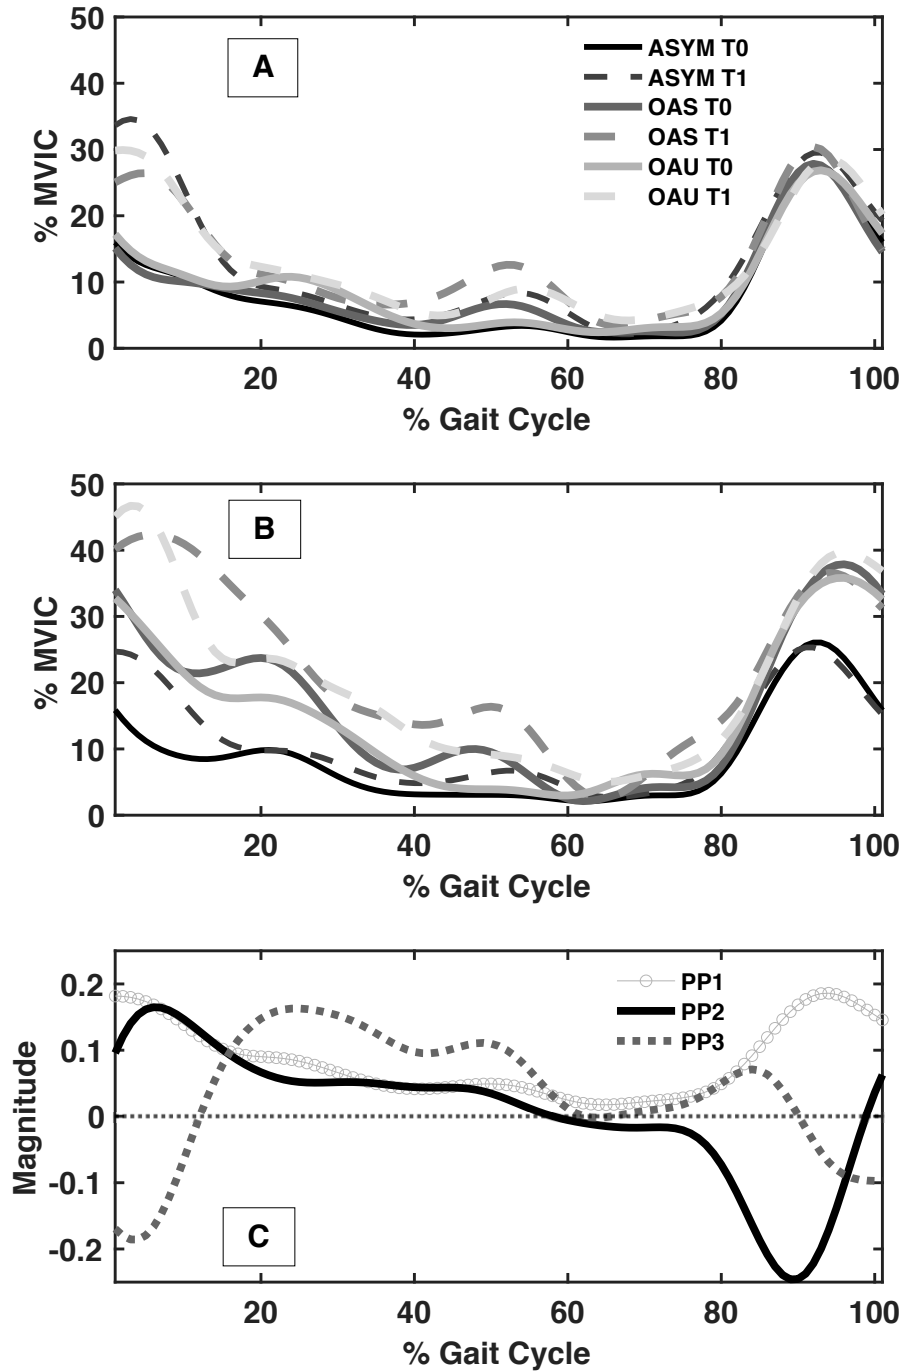 50
40
30
20
10
0
% MVIC
A
ASYM T0
ASYM T1
OAS T0
OAS T1
OAU T0
OAU T1
20 40 60 80 100
% Gait Cycle
50
40
30
20
10
0
% MVIC
B
20 40 60 80 100
% Gait Cycle
0.2
0.1
0
-0.1
-0.2
Magnitude
PP1
PP2
PP3
C
20 40 60 80 100
% Gait Cycle